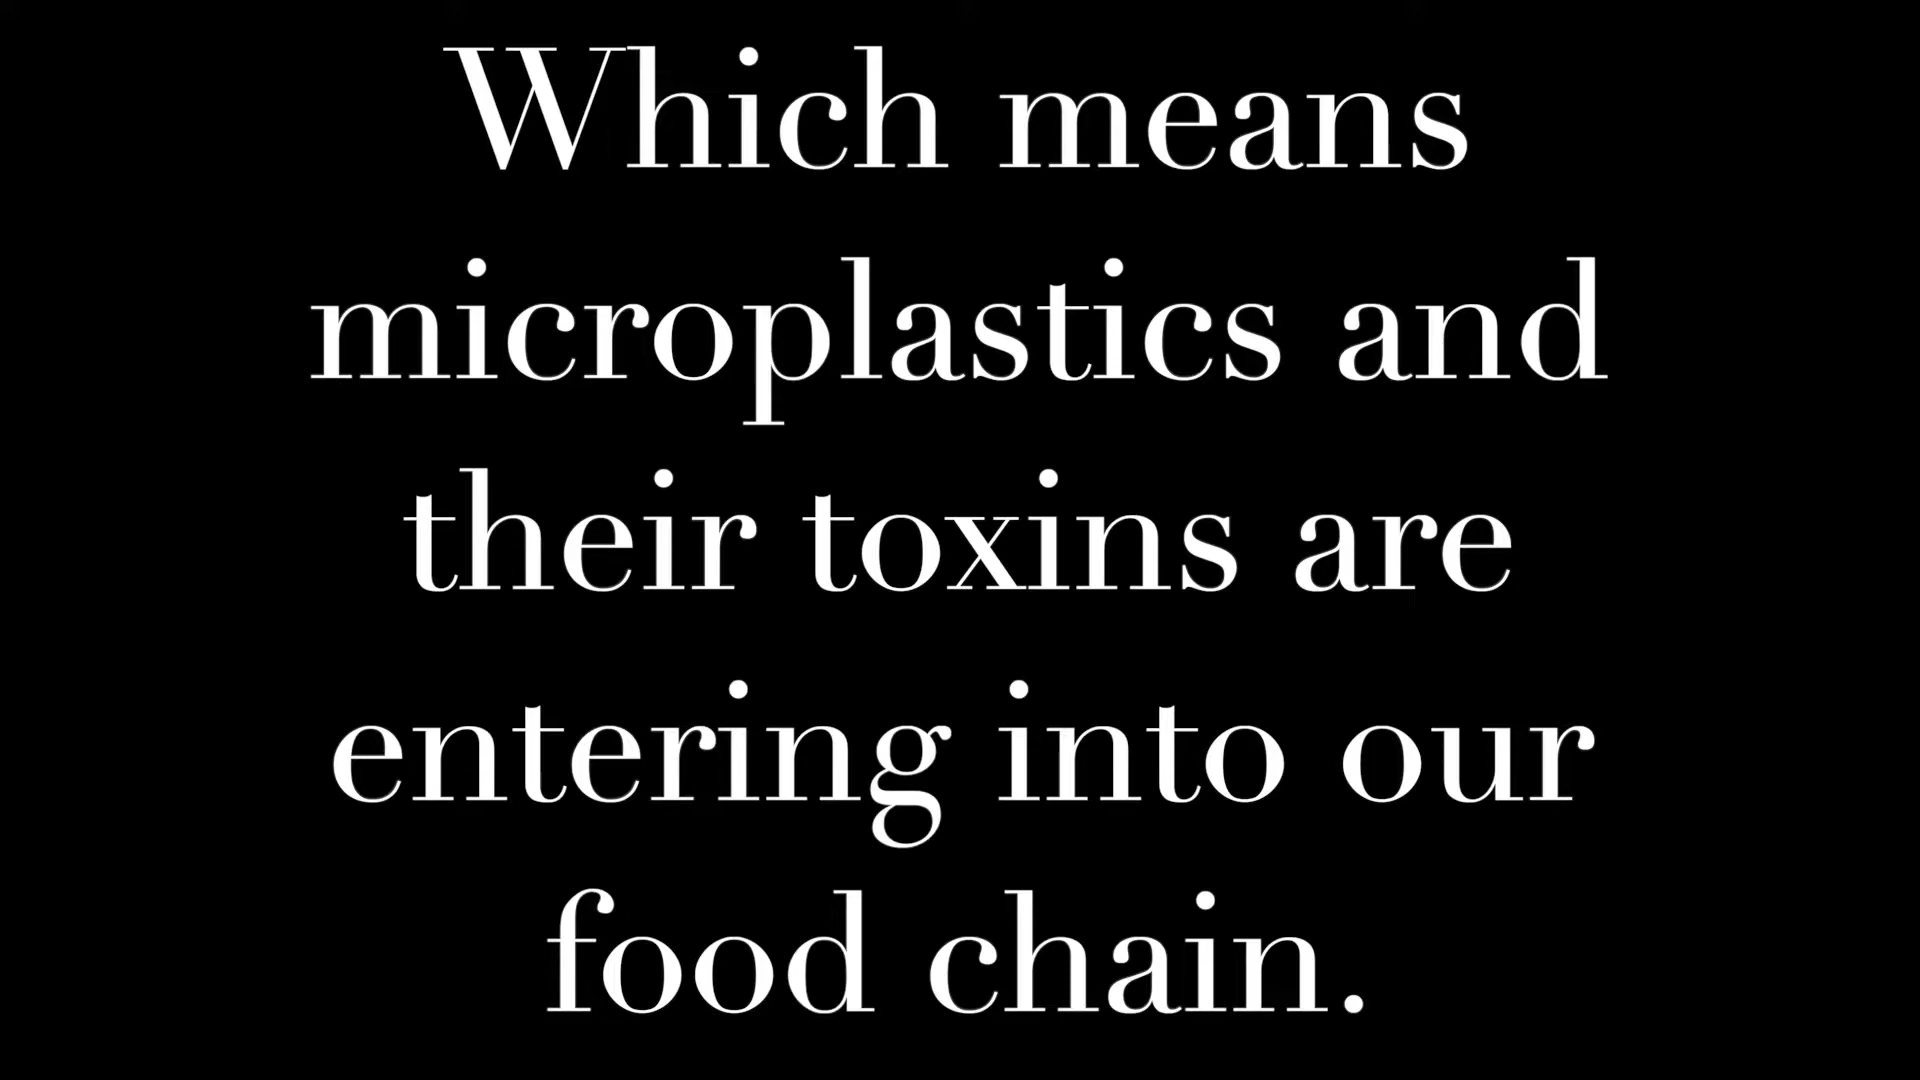 Which means
microplastics and
their toxins are
entering into our
food chain.